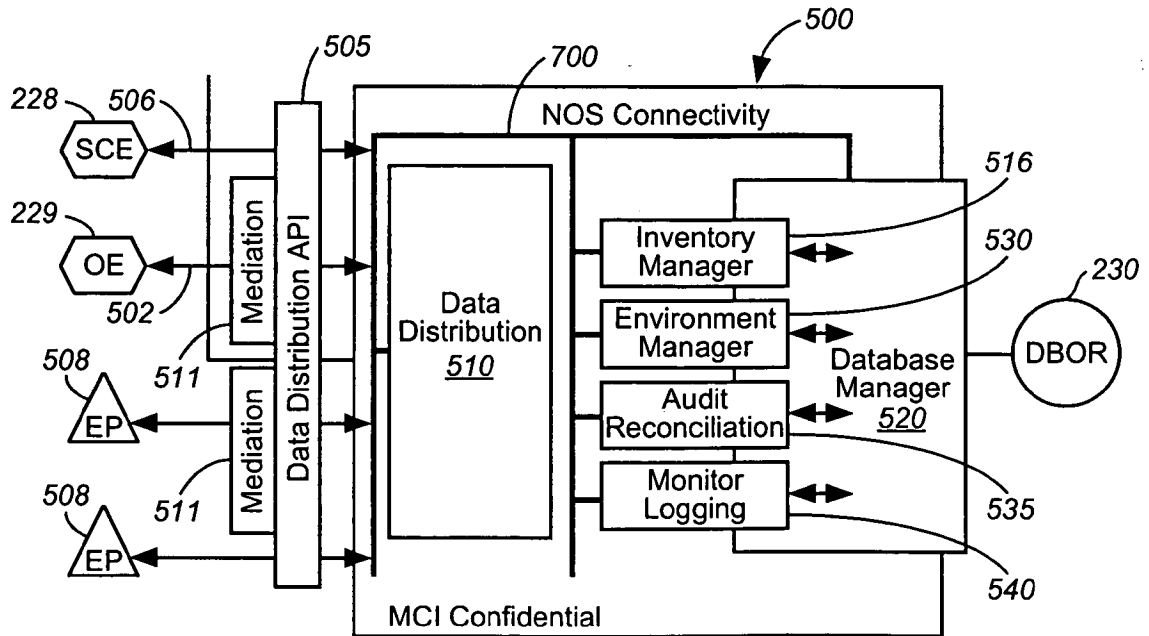 500
505
700
NOS Connectivity
228
506
SCE
229
OE
502
Mediation
Data Distribution API
511
508
EP
Mediation
511
508
EP
Data
Distribution
510
Inventory
Manager
516
Environment
Manager
530
Audit
Reconciliation
535
Monitor
Logging
540
Database
Manager
520
230
DBOR
MCI Confidential